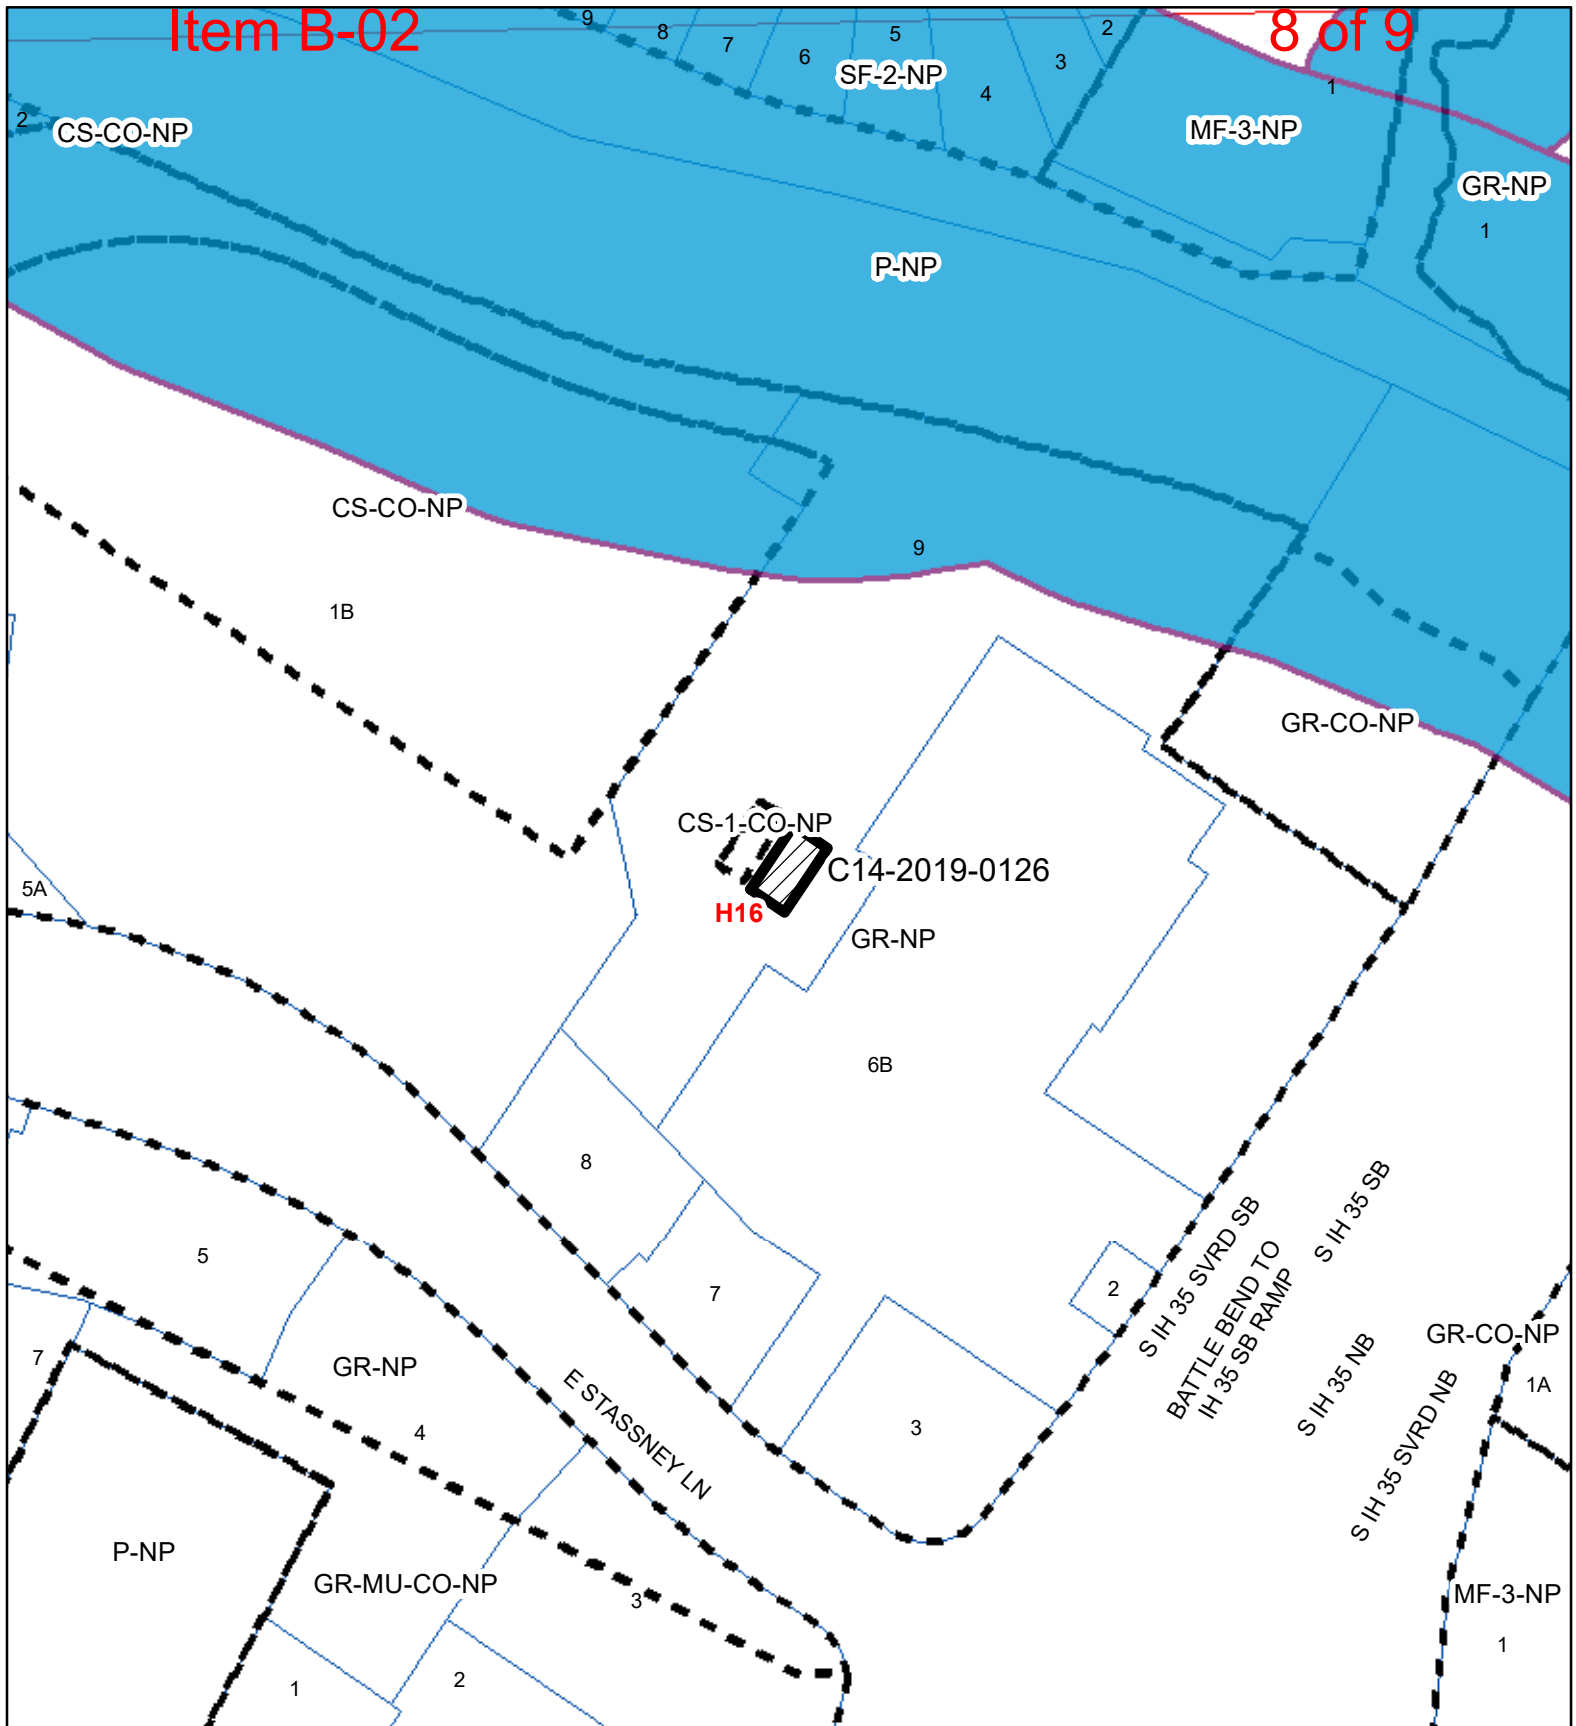 Item B-02
8 of 9
9
8
7
6
5
4
3
2
1
SF-2-NP
2
CS-CO-NP
MF-3-NP
GR-NP
1
P-NP
CS-CO-NP
9
1B
GR-CO-NP
CS-1-CO-NP
C14-2019-0126
H16
GR-NP
5A
6B
8
5
7
2
S IH 35 SVRD SB
BATTLE BEND TO
IH 35 SB RAMP
S IH 35 SB
S IH 35 NB
S IH 35 SVRD NB
GR-CO-NP
1A
7
GR-NP
4
E STASSNEY LN
3
P-NP
GR-MU-CO-NP
3
MF-3-NP
1
1
2